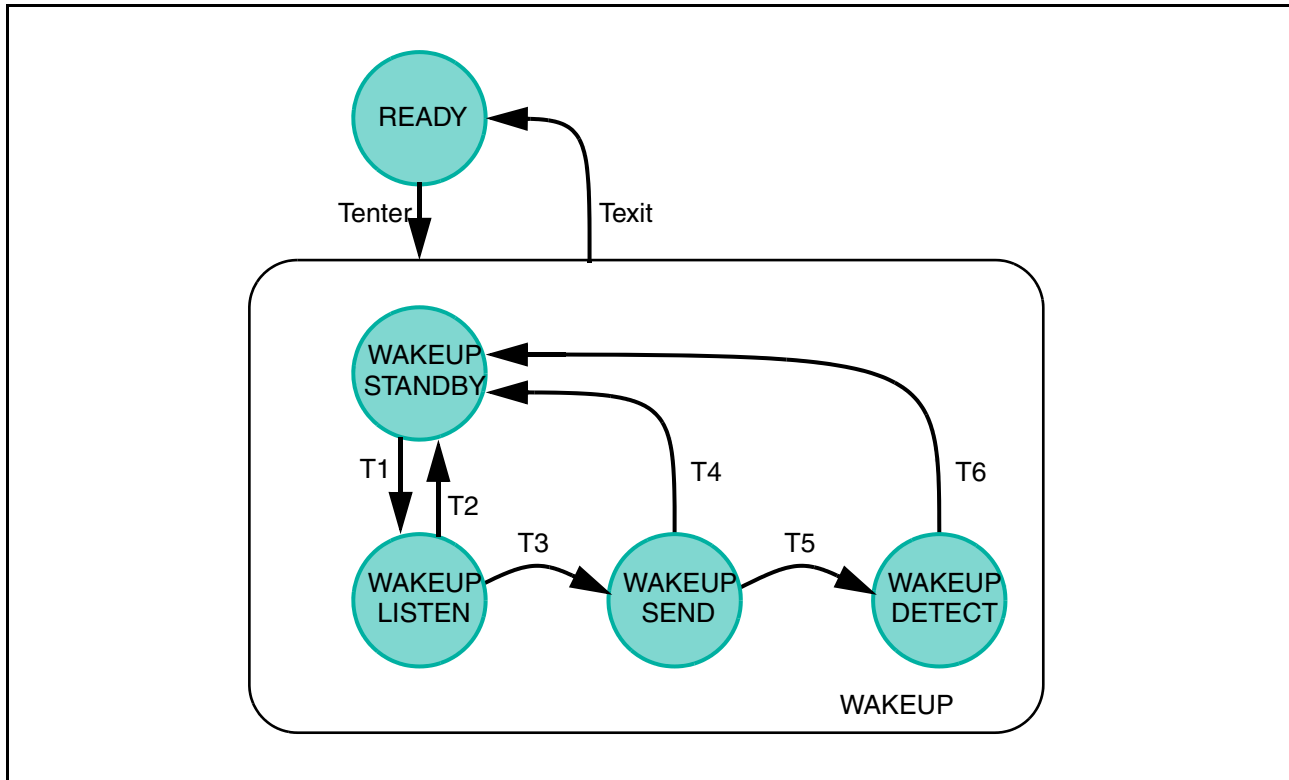 READY
Tenter
Texit
WAKEUP
STANDBY
T1
T2
T4
T6
T3
T5
WAKEUP
LISTEN
WAKEUP
SEND
WAKEUP
DETECT
WAKEUP